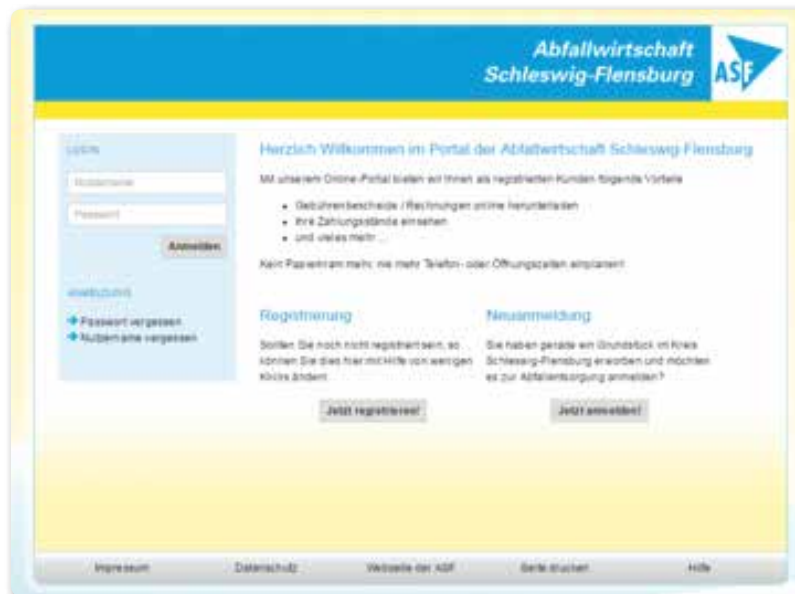 Abfallwirtschaft
Schleswig-Flensburg
ASF
LOGIN
Nutzername
Passwort
Anmelden
ANMELDUNG
Passwort vergessen
Nutzername vergessen
Herzlich Willkommen im Portal der Abfallwirtschaft Schleswig-Flensburg
Mit unserem Online-Portal bieten wir Ihnen als registrierten Kunden folgende Vorteile
• Gebührenbescheide / Rechnungen online herunterladen
• Ihre Zahlungsstände einsehen
• und vieles mehr ...
Kein Papierkram mehr, nie mehr Telefon- oder Öffnungszeiten einplanen!
Registrierung
Sollten Sie noch nicht registriert sein, so
können Sie dies hier mit Hilfe von wenigen
Klicks ändern!
Jetzt registrieren!
Neuanmeldung
Sie haben gerade ein Grundstück im Kreis
Schleswig-Flensburg erworben und möchten
es zur Abfallentsorgung anmelden?
Jetzt anmelden!
Impressum
Datenschutz
Webseite der ASF
Seite drucken
Hilfe